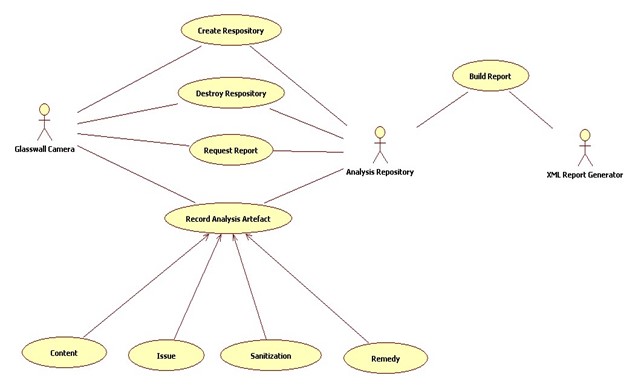 Create Respository
Build Report
Destroy Respository
Glasswall Camera
Request Report
Analysis Repository
XML Report Generator
Record Analysis Artefact
Content
Issue
Sanitization
Remedy